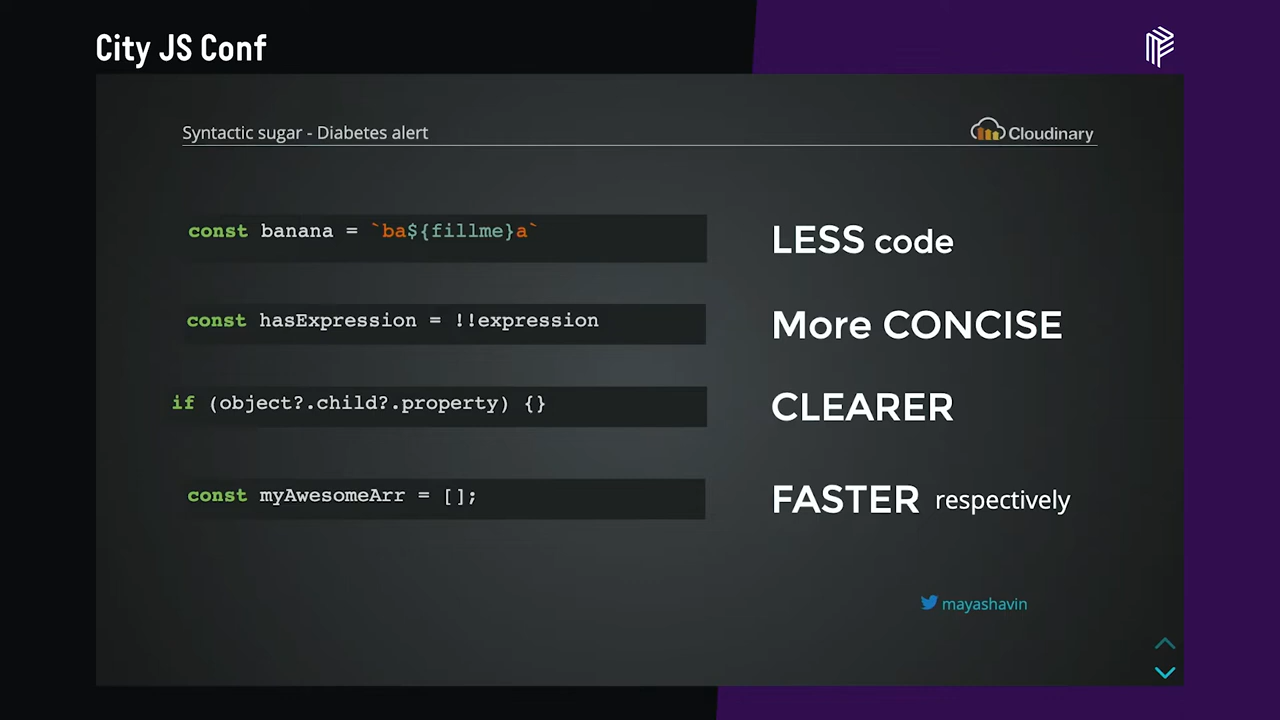 City JS Conf
Syntactic sugar - Diabetes alert
Cloudinary
const banana = `ba${fillme}a`
LESS code
const hasExpression = !!expression
More CONCISE
if (object?.child?.property) {}
CLEARER
const myAwesomeArr = [];
FASTER respectively
mayashavin